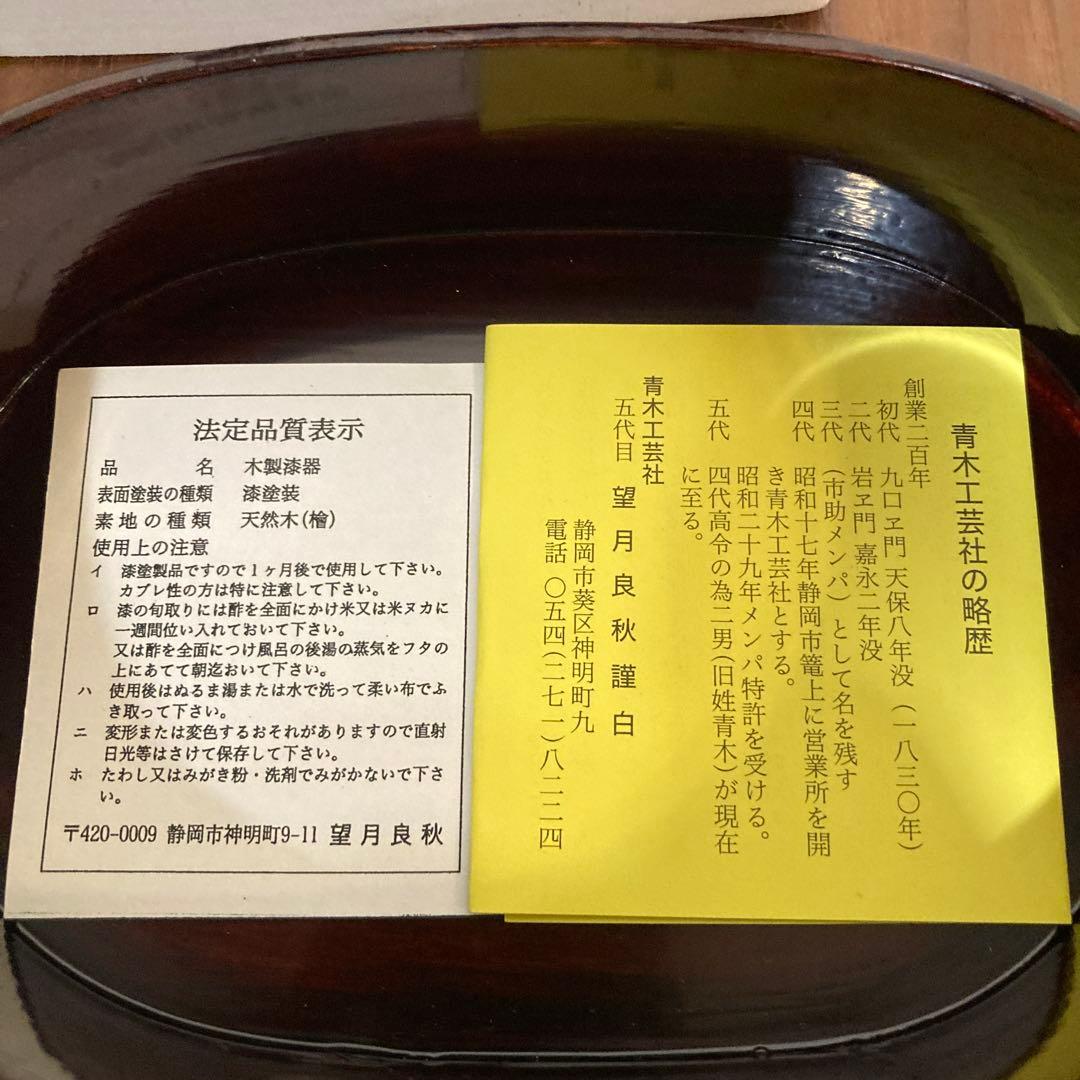 法定品質表示
品　　　名　木製漆器
表面塗装の種類　漆塗装
素地の種類　天然木(檜)
使用上の注意
イ　漆塗製品ですので1ヶ月後で使用して下さい。
カブレ性の方は特に注意して下さい。
ロ　漆の旬取りには酢を全面にかけ米又は米ヌカに
一週間位い入れておいて下さい。
又は酢を全面につけ風呂の後湯の蒸気をフタの
上にあてて朝迄おいて下さい。
ハ　使用後はぬるま湯または水で洗って柔い布でふ
き取って下さい。
ニ　変形または変色するおそれがありますので直射
日光等はさけて保存して下さい。
ホ　たわし又はみがき粉・洗剤でみがかないで下さ
い。
〒420-0009 静岡市神明町9-11 望月良秋
青木工芸社の略歴
創業二百年
初代　九口ヱ門 天保八年没 (一八三〇年)
二代　岩ヱ門 嘉永二年没
三代　(市助メンパ)として名を残す
四代　昭和十七年静岡市篭上に営業所を開
き青木工芸社とする。
昭和二十九年メンパ特許を受ける。
五代　四代高令の為二男(旧姓青木)が現在
に至る。
青木工芸社
五代目　望月良秋 謹白
静岡市葵区神明町九
電話 〇五四(二七一)八二二四